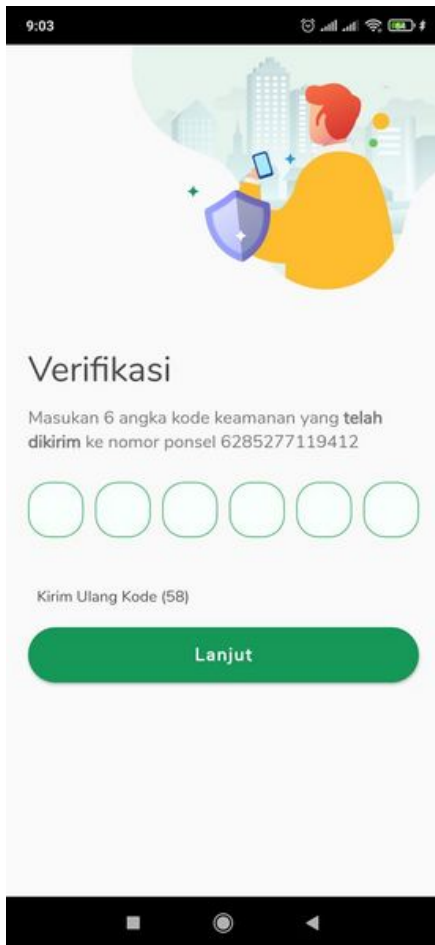 9:03
64
Verifikasi
Masukan 6 angka kode keamanan yang telah
dikirim ke nomor ponsel 6285277119412
Kirim Ulang Kode (58)
Lanjut